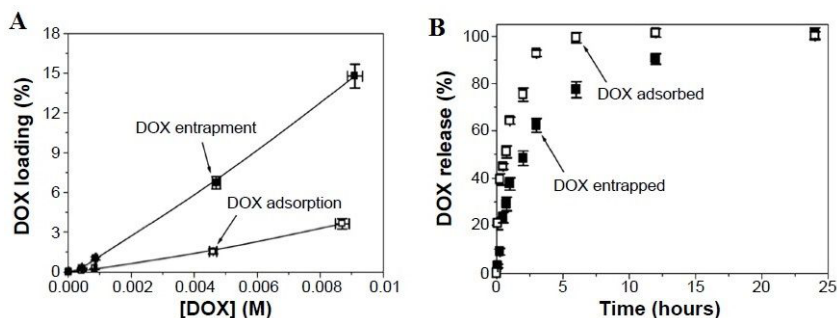 A
DOX loading (%)
18
15
12
9
6
3
0
DOX entrapment
DOX adsorption
0.000 0.002 0.004 0.006 0.008 0.01
[DOX] (M)
B
DOX release (%)
100
80
60
40
20
0
DOX adsorbed
DOX entrapped
0 5 10 15 20 25
Time (hours)